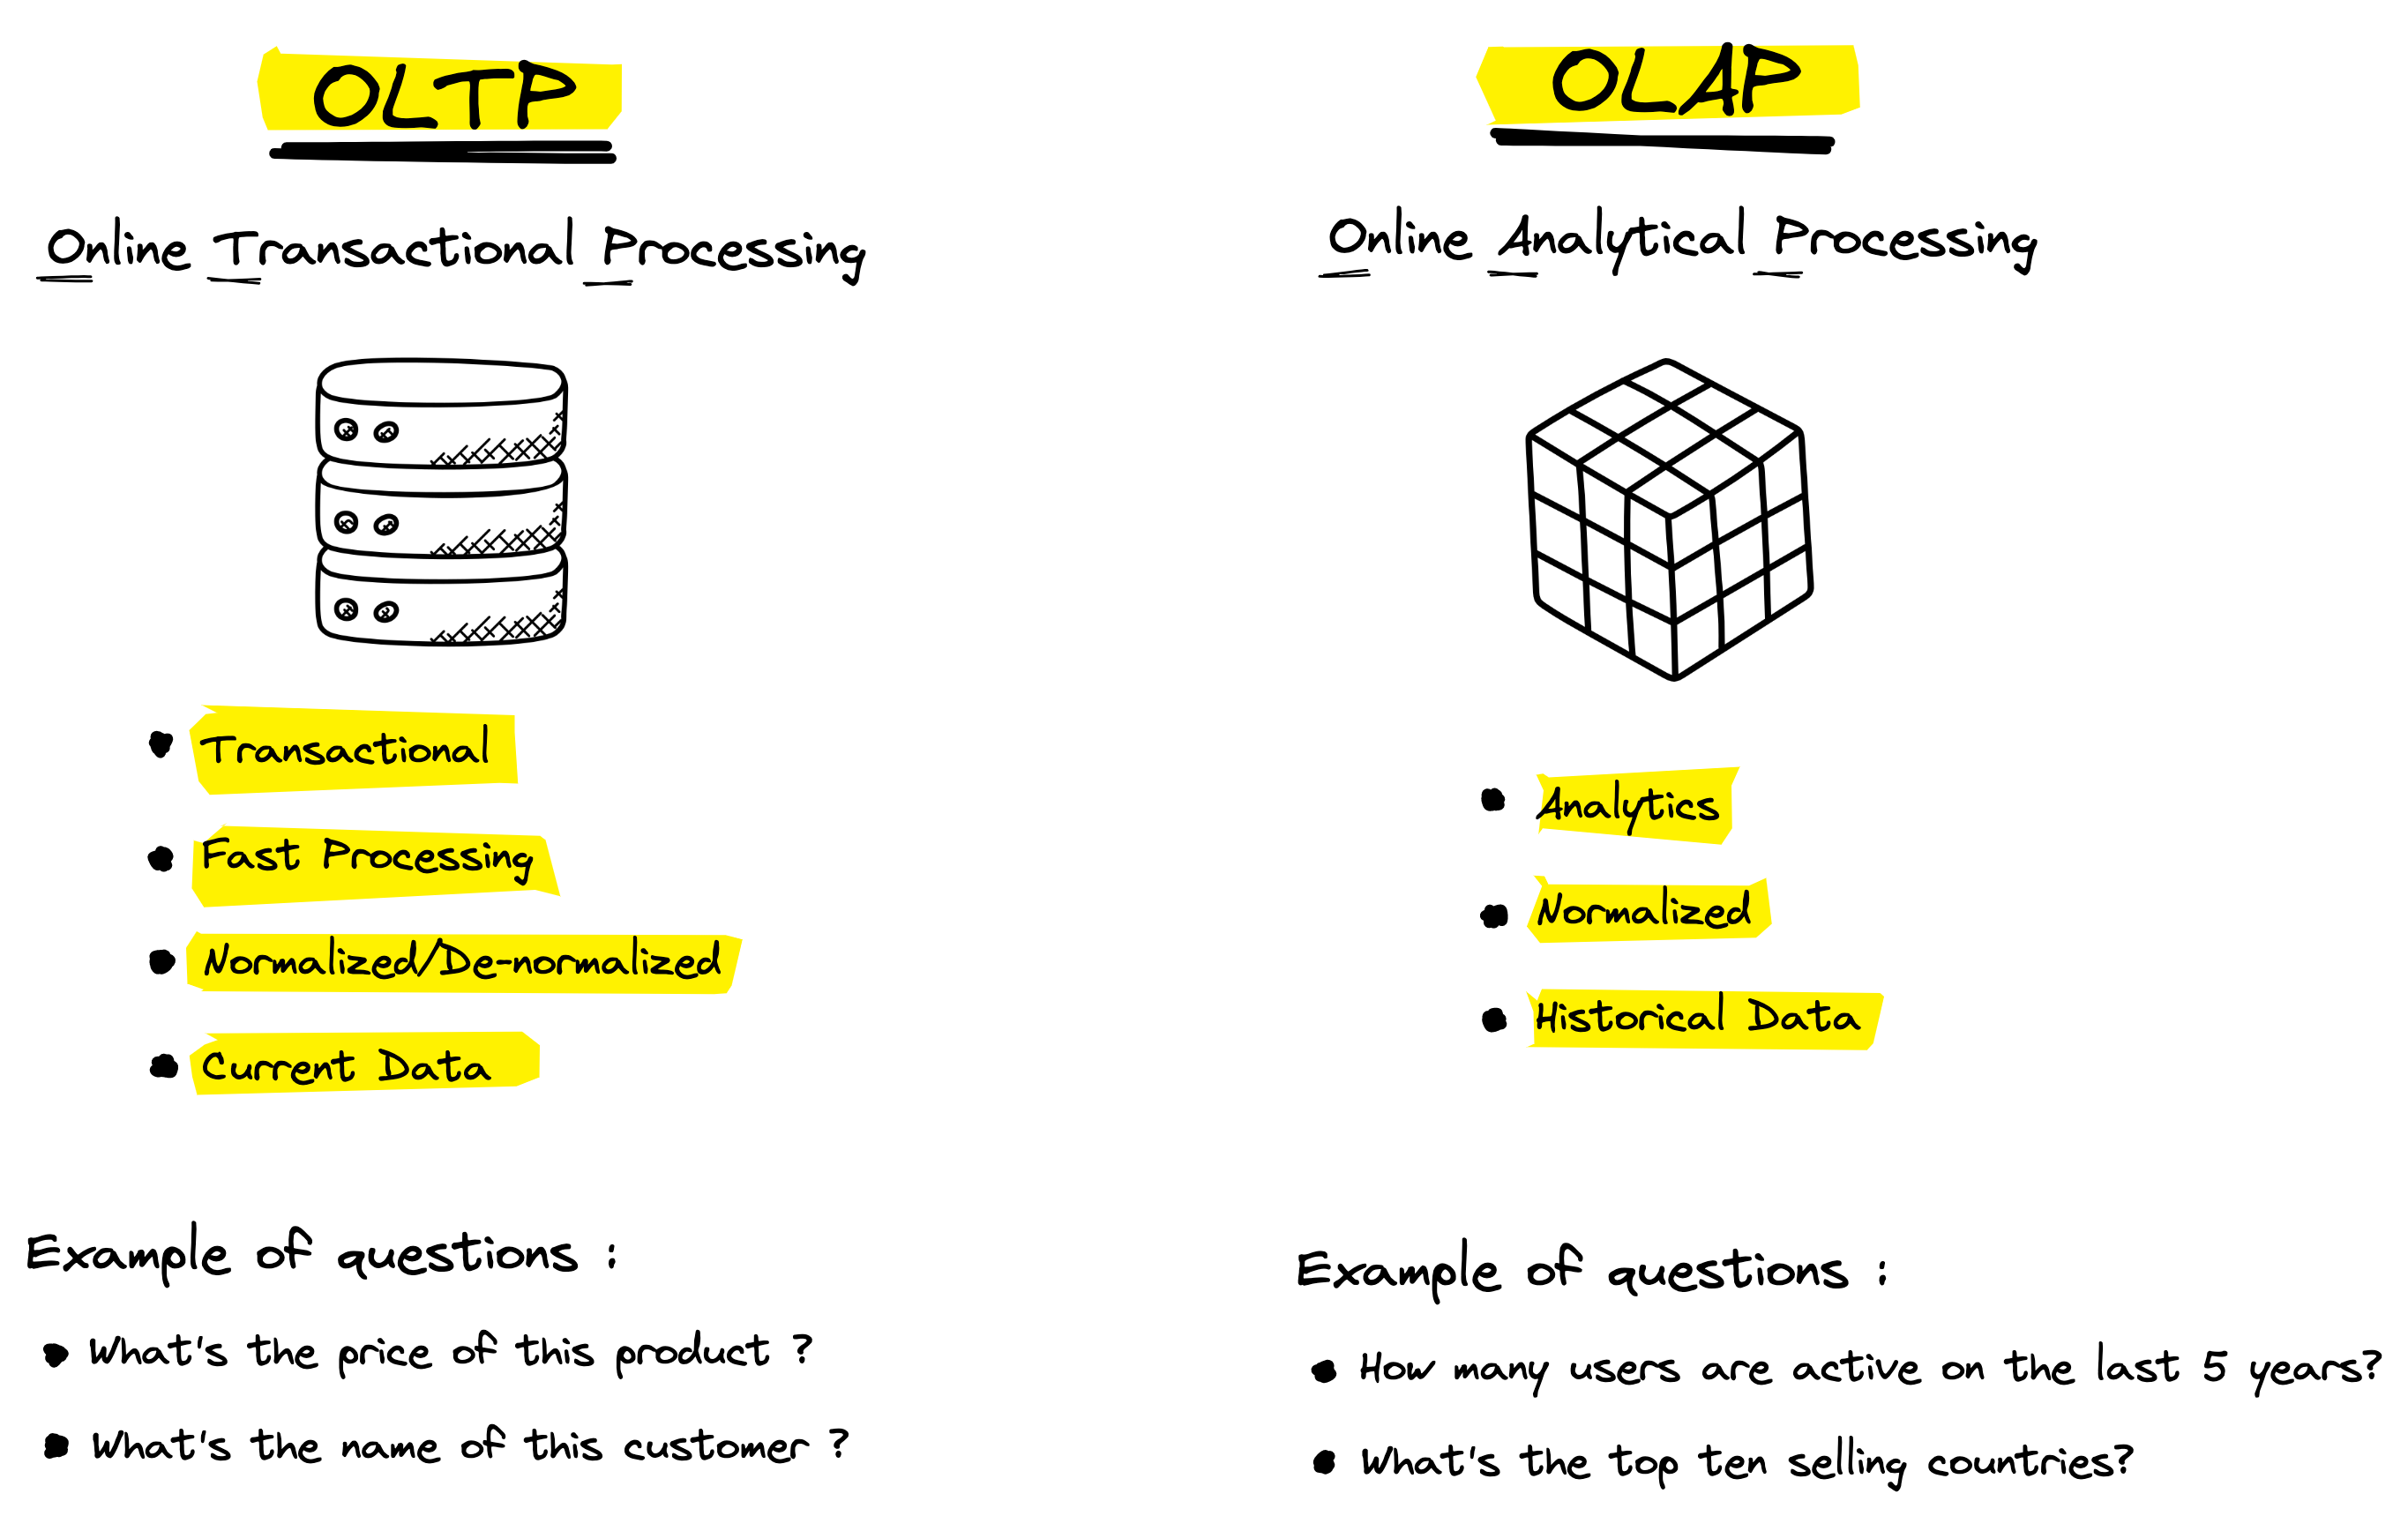 OLTP
Online Transactional Processing
Transactional
Fast Processing
Normalized/De-normalized
Current Data
Example of questions :
What's the price of this product ?
What's the name of this customer ?
OLAP
Online Analytical Processing
Analytics
Normalized
Historical Data
Example of questions :
How many users are active on the last 5 years?
What's the top ten selling countries?